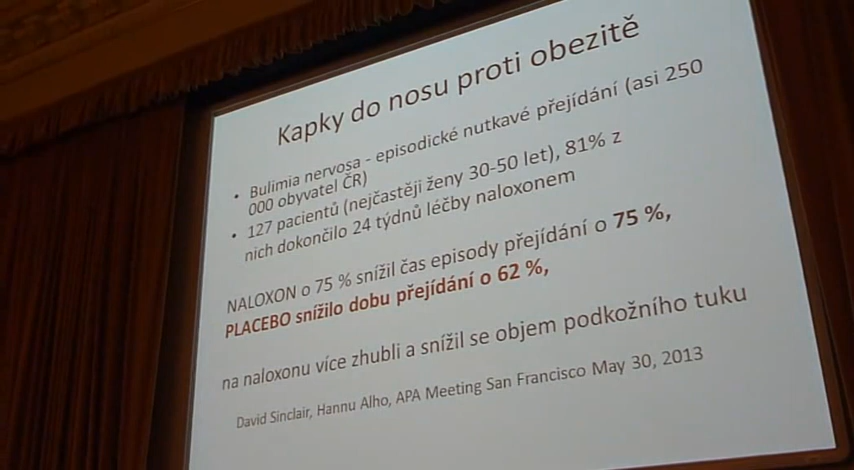 Kapky do nosu proti obezitě
• Bulimia nervosa - episodické nutkavé přejídání (asi 250
000 obyvatel ČR)
• 127 pacientů (nejčastěji ženy 30-50 let), 81% z
nich dokončilo 24 týdnů léčby naloxonem
NALOXON o 75 % snížil čas episody přejídání o 75 %,
PLACEBO snížilo dobu přejídání o 62 %,
na naloxonu více zhubli a snížil se objem podkožního tuku
David Sinclair, Hannu Alho, APA Meeting San Francisco May 30, 2013